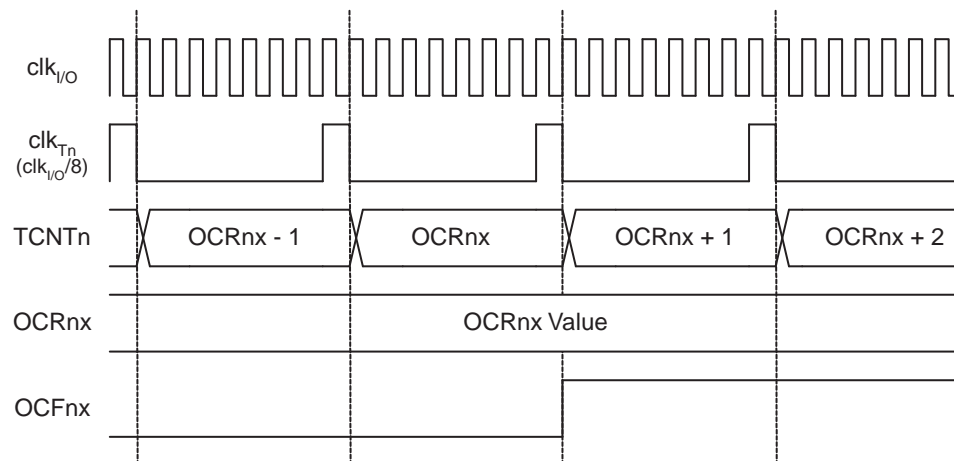 clkI/O
clkTn
(clkI/O/8)
TCNTn OCRnx - 1 OCRnx OCRnx + 1 OCRnx + 2
OCRnx OCRnx Value
OCFnx